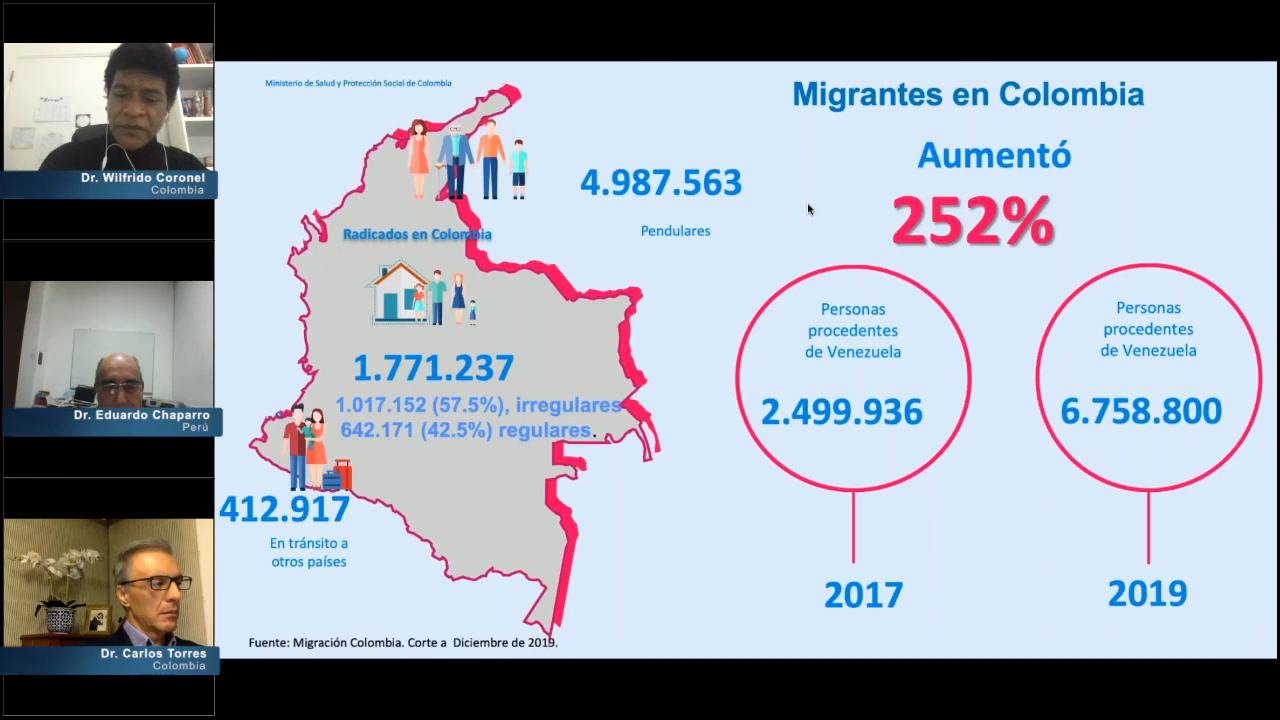 Dr. Wilfrido Coronel
Colombia
Dr. Eduardo Chaparro
Perú
Dr. Carlos Torres
Colombia
Ministerio de Salud y Protección Social de Colombia
Migrantes en Colombia
Aumentó
252%
4.987.563
Pendulares
Radicados en Colombia
1.771.237
1.017.152 (57.5%), irregulares
642.171 (42.5%) regulares.
412.917
En tránsito a
otros países
Personas
procedentes
de Venezuela
2.499.936
2017
Personas
procedentes
de Venezuela
6.758.800
2019
Fuente: Migración Colombia. Corte a Diciembre de 2019.